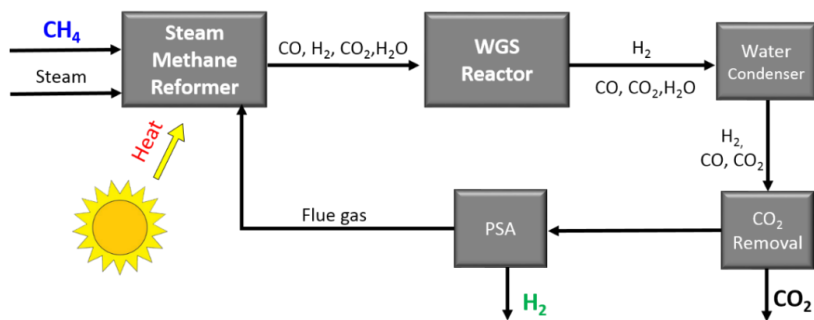 CH₄
Steam
Steam
Methane
Reformer
CO, H₂, CO₂,H₂O
WGS
Reactor
H₂
CO, CO₂,H₂O
Water
Condenser
Heat
H₂,
CO, CO₂
Flue gas
PSA
CO₂
Removal
H₂
CO₂